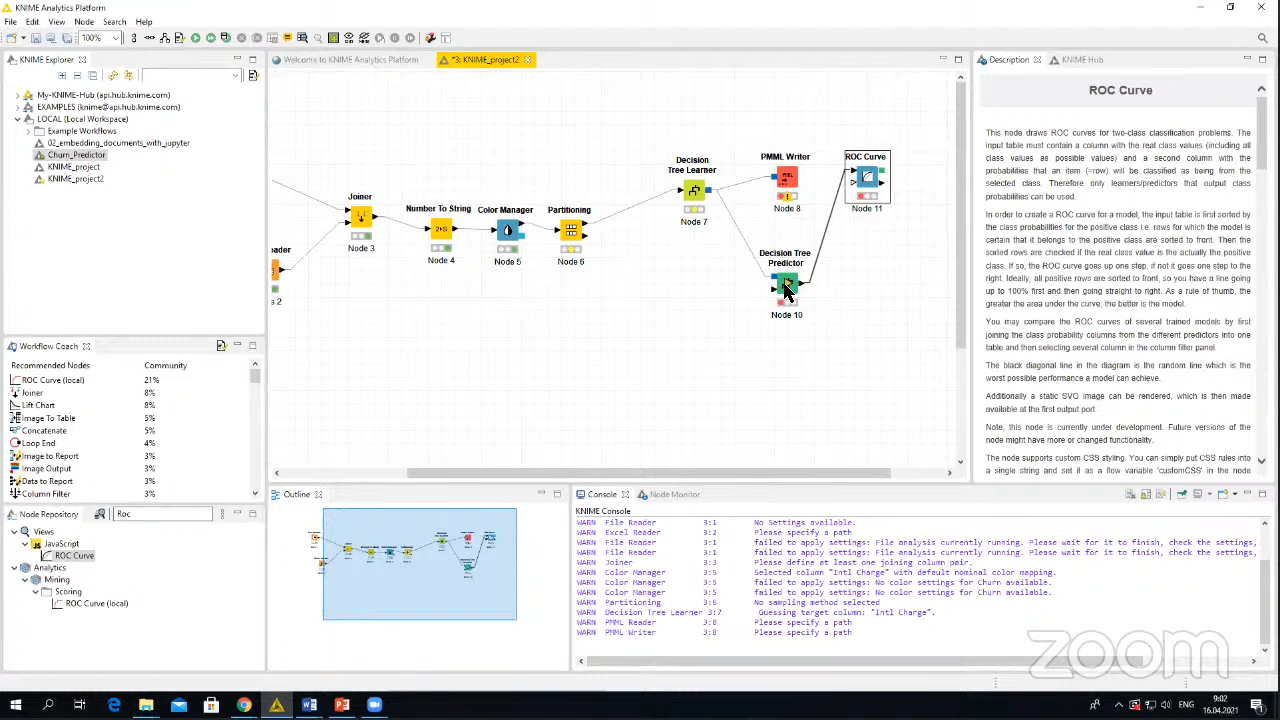 KNIME Analytics Platform
File Edit View Node Search Help
100%
KNIME Explorer
My-KNIME-Hub (api.hub.knime.com)
EXAMPLES (knime@api.hub.knime.com)
LOCAL (Local Workspace)
Example Workflows
02_embedding_documents_with_jupyter
Churn_Predictor
KNIME_project
KNIME_project2
Workflow Coach
Recommended Nodes Community
ROC Curve (local) 21%
Joiner 8%
Lift Chart 8%
Image To Table 5%
Concatenate 5%
Loop End 4%
Image to Report 3%
Image Output 3%
Data to Report 3%
Column Filter 3%
Node Repository Roc
Views
JavaScript
ROC Curve
Analytics
Mining
Scoring
ROC Curve (local)
Welcome to KNIME Analytics Platform
*3: KNIME_project2
Joiner
Node 3
Number To String
Node 4
Color Manager
Node 5
Partitioning
Node 6
Decision
Tree Learner
Node 7
PMML Writer
Node 8
ROC Curve
Node 11
Decision Tree
Predictor
Node 10
Outline
Console
Node Monitor
KNIME Console
WARN File Reader 3:1 No Settings available.
WARN Excel Reader 3:2 Please specify a path
WARN File Reader 3:1 failed to apply settings: File analysis currently running. Please wait for it to finish, check the settings,
WARN File Reader 3:1 failed to apply settings: File analysis currently running. Please wait for it to finish, check the settings,
WARN Joiner 3:3 Please define at least one joining column pair.
WARN Color Manager 3:5 Selected column "Intl Charge" with default nominal color mapping.
WARN Color Manager 3:5 failed to apply settings: No color settings for Churn available.
WARN Color Manager 3:5 failed to apply settings: No color settings for Churn available.
WARN Partitioning 3:6 No sampling method selected
WARN Decision Tree Learner 3:7 Guessing target column: "Intl Charge".
WARN PMML Reader 3:8 Please specify a path
WARN PMML Writer 3:8 Please specify a path
Description
KNIME Hub
ROC Curve
This node draws ROC curves for two-class classification problems. The
input table must contain a column with the real class values (including all
class values as possible values) and a second column with the
probabilities that an item (=row) will be classified as being from the
selected class. Therefore only learners/predictors that output class
probabilities can be used.
In order to create a ROC curve for a model, the input table is first sorted by
the class probabilities for the positive class i.e. rows for which the model is
certain that it belongs to the positive class are sorted to front. Then the
sorted rows are checked if the real class value is the actually the positive
class. If so, the ROC curve goes up one step, if not it goes one step to the
right. Ideally, all positive rows are sorted to front, so you have a line going
up to 100% first and then going straight to right. As a rule of thumb, the
greater the area under the curve, the better is the model.
You may compare the ROC curves of several trained models by first
joining the class probability columns from the different predictors into one
table and then selecting several column in the column filter panel.
The black diagonal line in the diagram is the random line which is the
worst possible performance a model can achieve.
Additionally a static SVG image can be rendered, which is then made
available at the first output port.
Note, this node is currently under development. Future versions of the
node might have more or changed functionality.
The node supports custom CSS styling. You can simply put CSS rules into
a single string and set it as a flow variable 'customCSS' in the node
zoom
ENG
9:02
16.04.2021